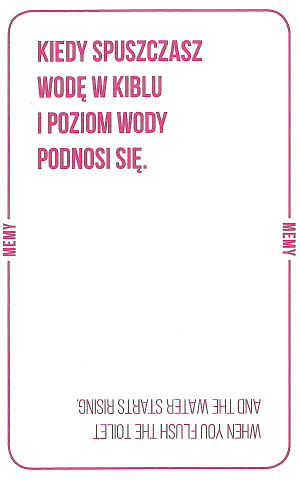 KIEDY SPUSZCZASZ
WODĘ W KIBLU
I POZIOM WODY
PODNOSI SIĘ.
MEMY
MEMY
WHEN YOU FLUSH THE TOILET
AND THE WATER STARTS RISING.